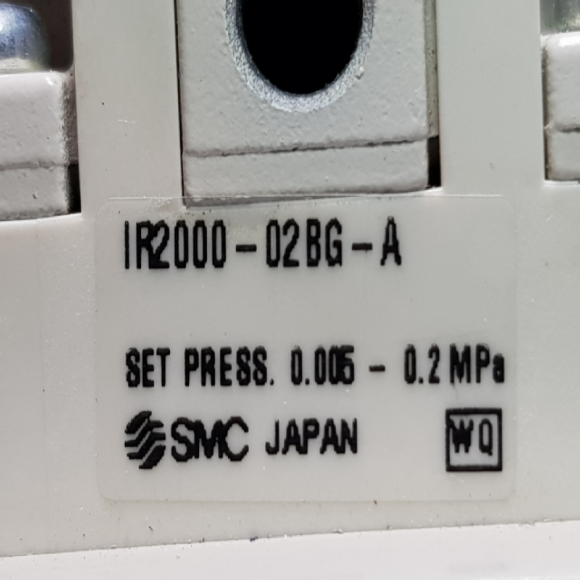 IR2000-02BG-A
SET PRESS. 0.005 - 0.2 MPa
SMC JAPAN WQ